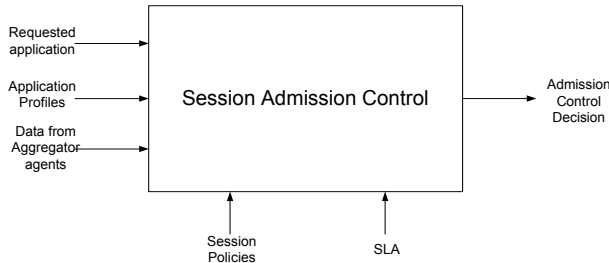 Requested
application
Application
Profiles
Data from
Aggregator
agents
Session Admission Control
Admission
Control
Decision
Session
Policies
SLA